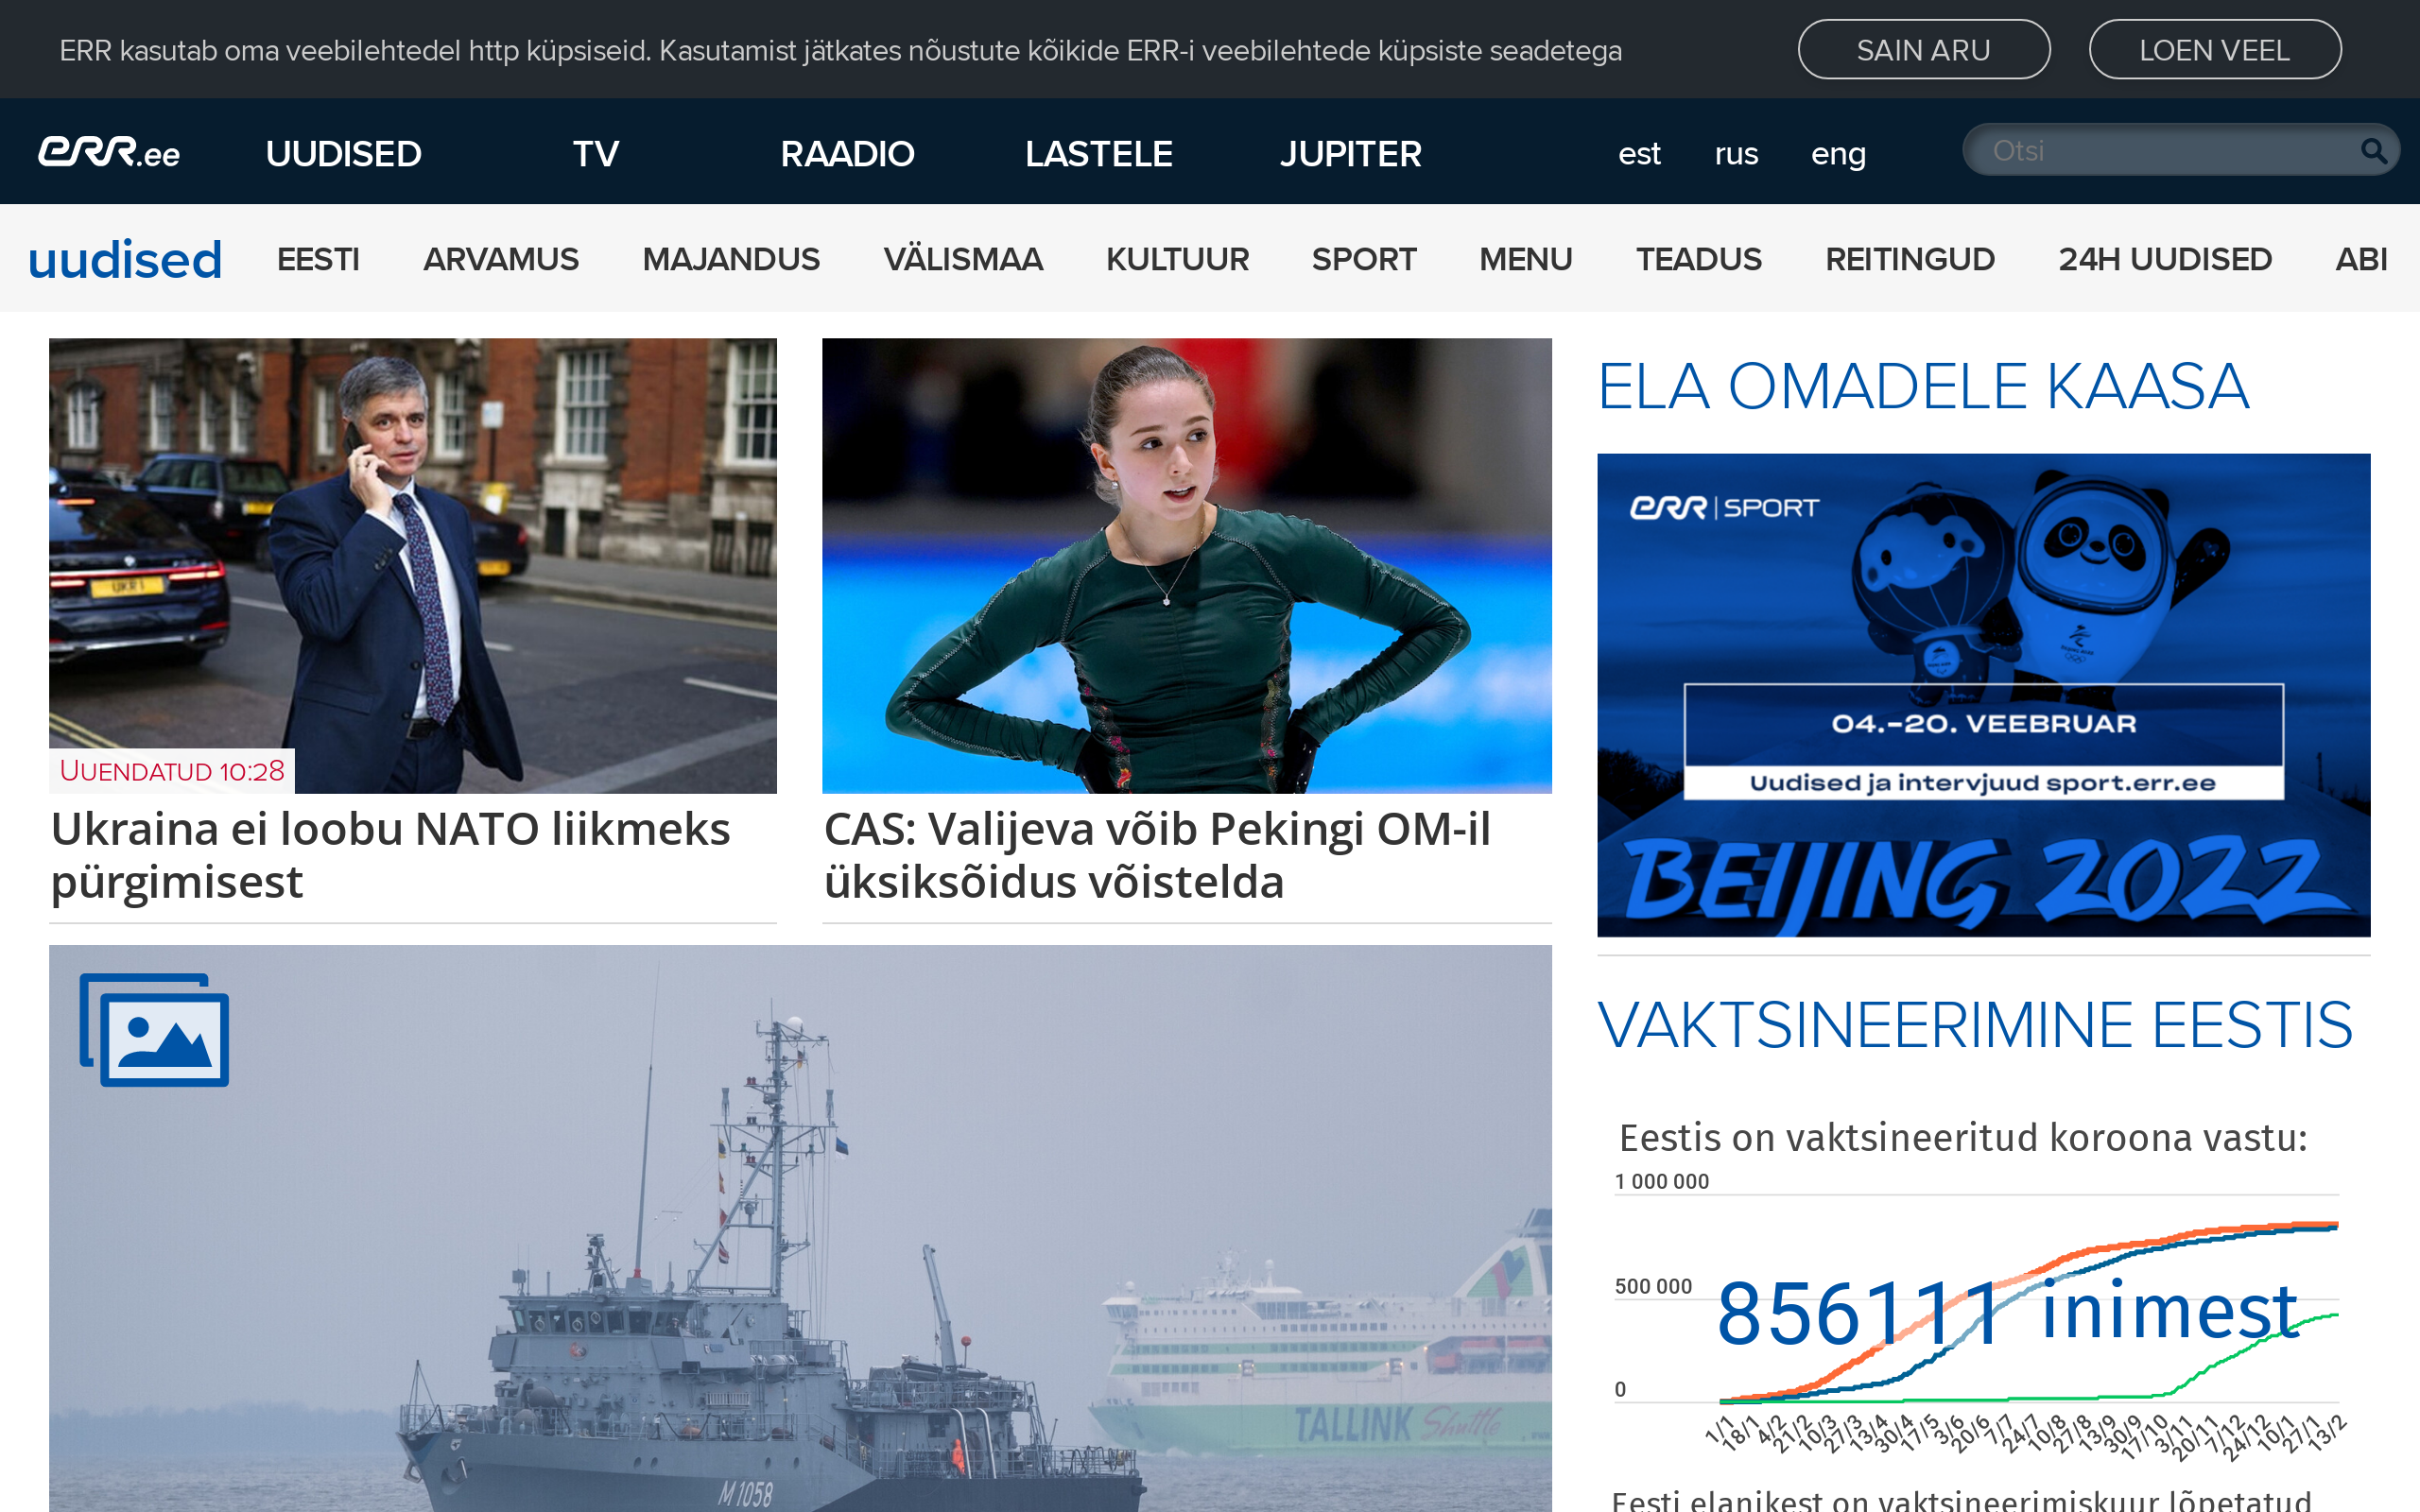 ERR kasutab oma veebilehtedel http küpsiseid. Kasutamist jätkates nõustute kõikide ERR-i veebilehtede küpsiste seadetega
SAIN ARU
LOEN VEEL
err.ee
UUDISED
TV
RAADIO
LASTELE
JUPITER
est
rus
eng
Otsi
uudised
EESTI
ARVAMUS
MAJANDUS
VÄLISMAA
KULTUUR
SPORT
MENU
TEADUS
REITINGUD
24H UUDISED
ABI
UKR 1
UUENDATUD 10:28
Ukraina ei loobu NATO liikmeks
pürgimisest
CAS: Valijeva võib Pekingi OM-il
üksiksõidus võistelda
TALLINK Shuttle
M1058
ELA OMADELE KAASA
err | SPORT
04.-20. VEEBRUAR
Uudised ja intervjuud sport.err.ee
BEIJING 2022
VAKTSINEERIMINE EESTIS
Eestis on vaktsineeritud koroona vastu:
1 000 000
500 000
856111 inimest
0
1/1
18/1
4/2
21/2
10/3
27/3
13/4
30/4
17/5
3/6
20/6
7/7
24/7
10/8
27/8
13/9
30/9
17/10
3/11
20/11
7/12
24/12
10/1
27/1
13/2
Eesti elanikest on vaktsineerimiskuur lõpetatud